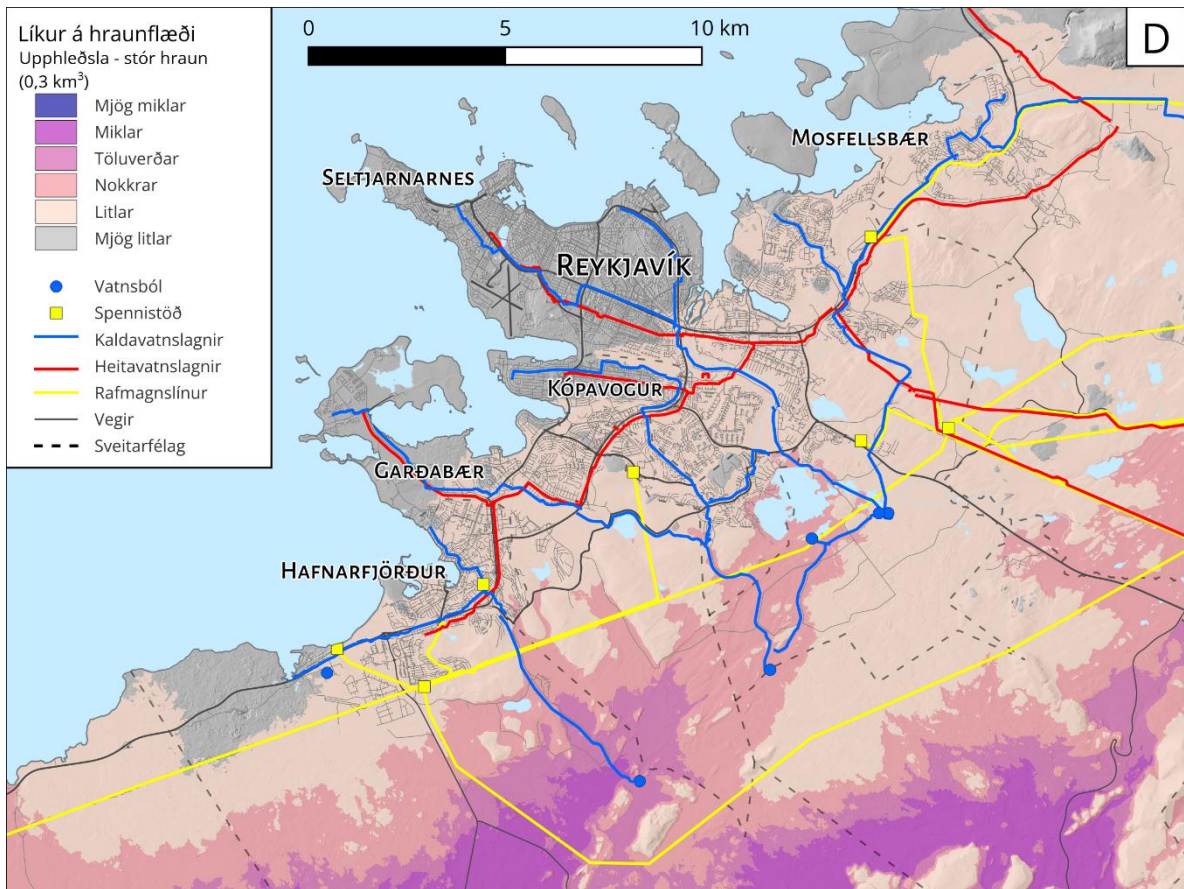 Líkur á hraunflæði
Upphleðsla - stór hraun
(0,3 km³)
Mjög miklar
Miklar
Töluverðar
Nokkrar
Litlar
Mjög litlar
Vatnsból
Spennistöð
Kaldavatnslagnir
Heitavatnslagnir
Rafmagnslínur
Vegir
Sveitarfélag
0 5 10 km
D
MOSFELLSBÆR
SELTJARNARNES
REYKJAVÍK
KÓPAVOGUR
GARÐABÆR
HAFNARFJÖRÐUR